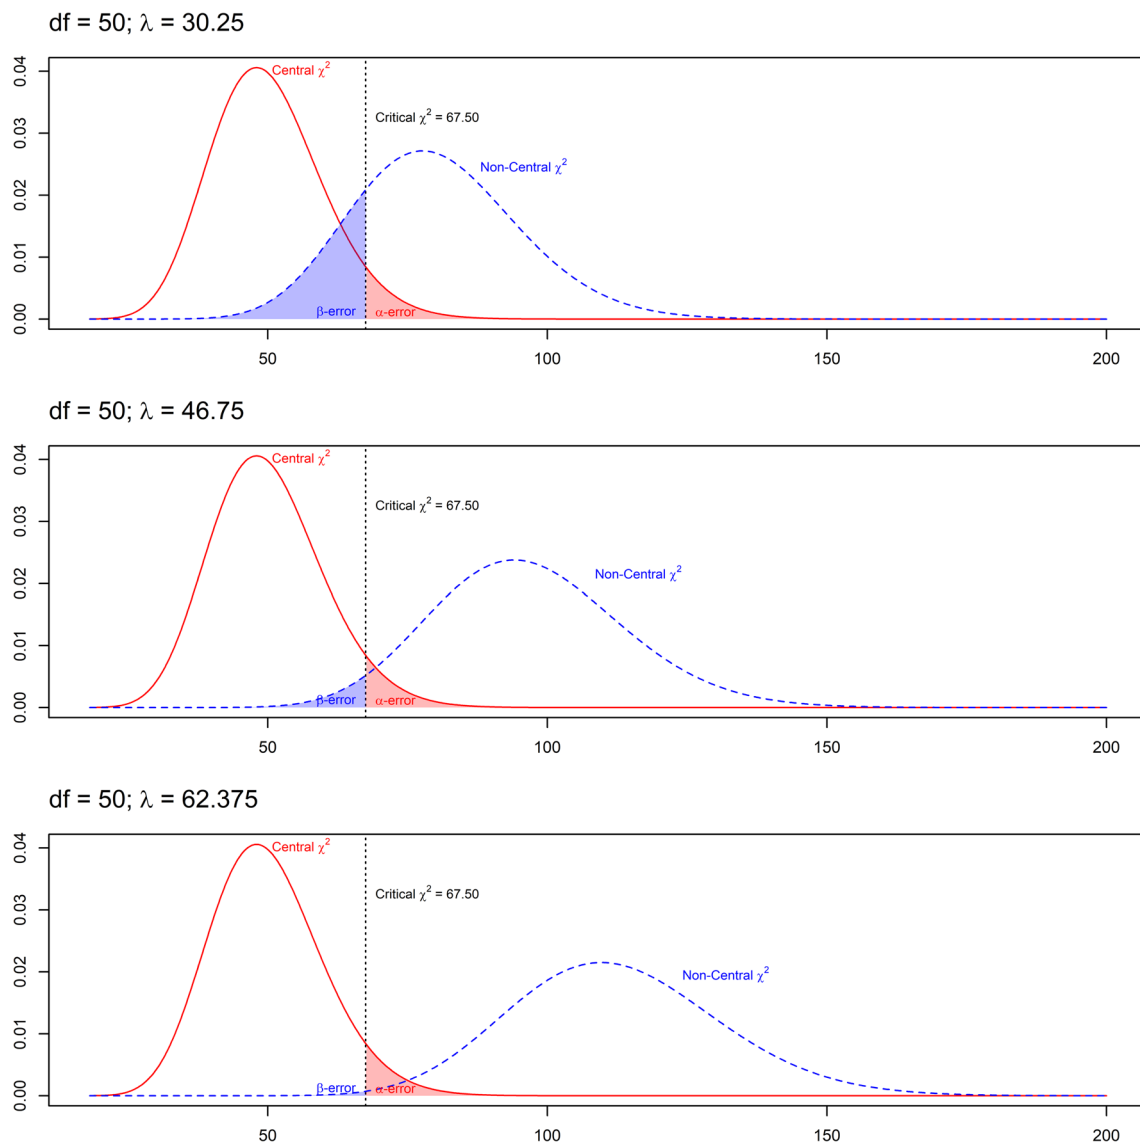 df = 50; λ = 30.25
0.04
0.03
0.02
0.01
0.00
Central χ²
Critical χ² = 67.50
Non-Central χ²
β-error
α-error
50
100
150
200
df = 50; λ = 46.75
0.04
0.03
0.02
0.01
0.00
Central χ²
Critical χ² = 67.50
Non-Central χ²
β-error
α-error
50
100
150
200
df = 50; λ = 62.375
0.04
0.03
0.02
0.01
0.00
Central χ²
Critical χ² = 67.50
Non-Central χ²
β-error
α-error
50
100
150
200